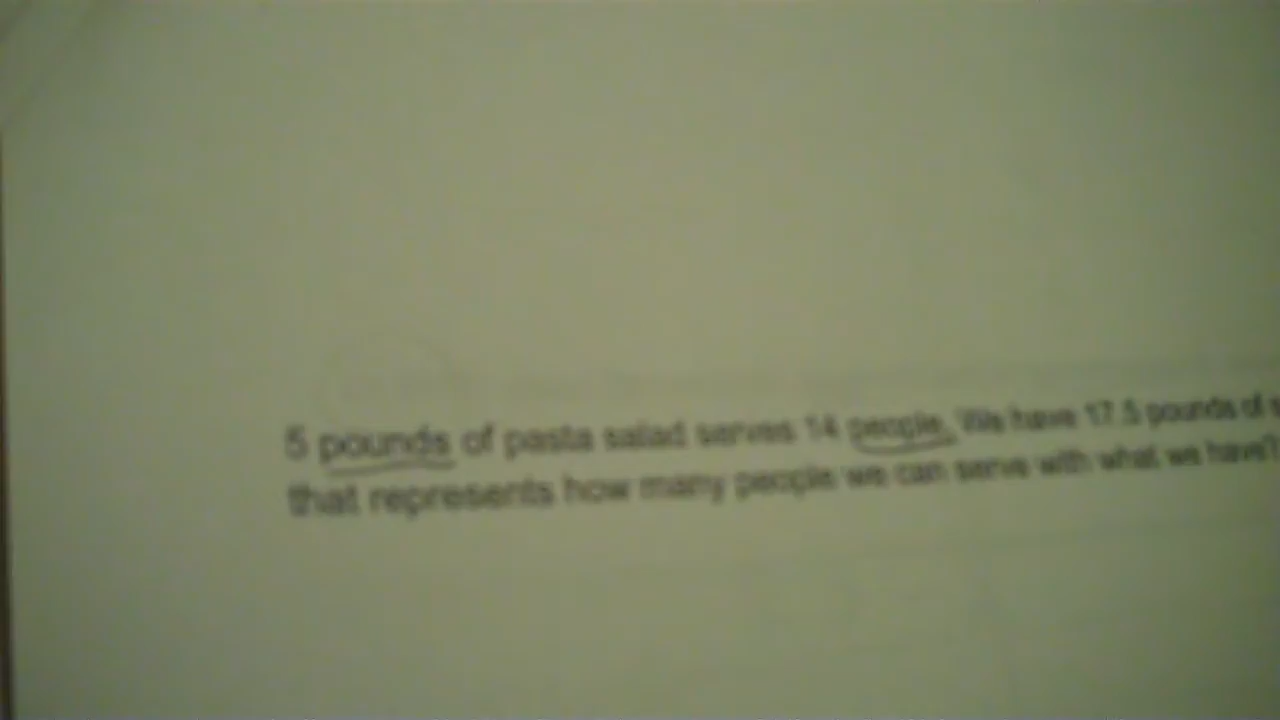 5 pounds of pasta salad serves 14 people. We have 17.5 pounds of
that represents how many people we can serve with what we have?